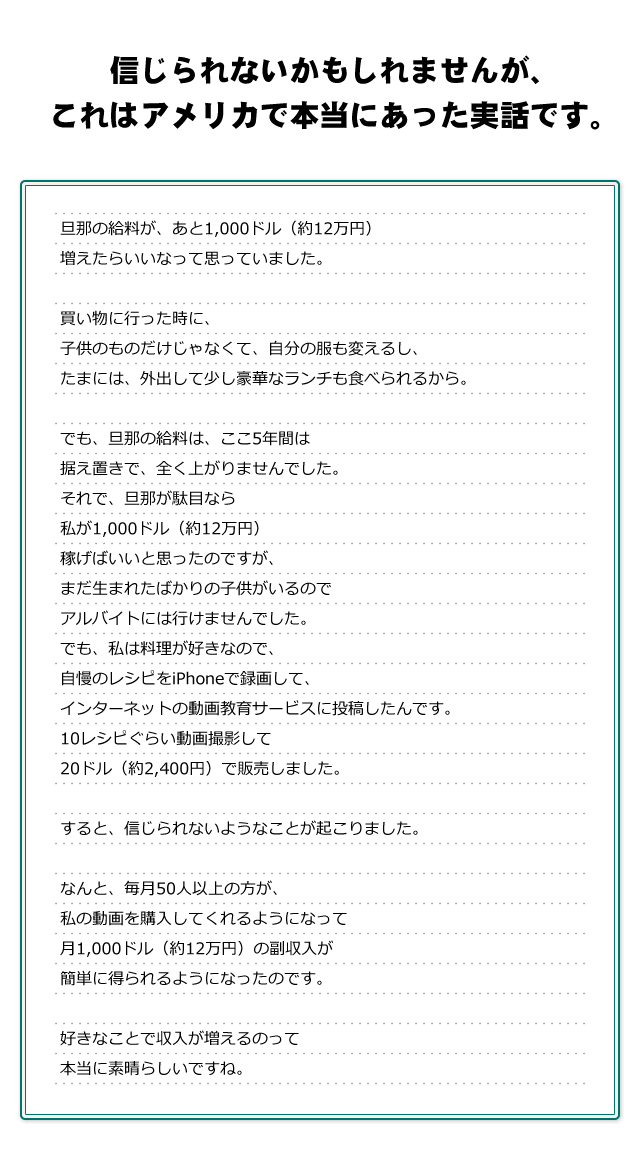 信じられないかもしれませんが、
これはアメリカで本当にあった実話です。
旦那の給料が、あと1,000ドル（約12万円）
増えたらいいなって思っていました。
買い物に行った時に、
子供のものだけじゃなくて、自分の服も変えるし、
たまには、外出して少し豪華なランチも食べられるから。
でも、旦那の給料は、ここ5年間は
据え置きで、全く上がりませんでした。
それで、旦那が駄目なら
私が1,000ドル（約12万円）
稼げばいいと思ったのですが、
まだ生まれたばかりの子供がいるので
アルバイトには行けませんでした。
でも、私は料理が好きなので、
自慢のレシピをiPhoneで録画して、
インターネットの動画教育サービスに投稿したんです。
10レシピぐらい動画撮影して
20ドル（約2,400円）で販売しました。
すると、信じられないようなことが起こりました。
なんと、毎月50人以上の方が、
私の動画を購入してくれるようになって
月1,000ドル（約12万円）の副収入が
簡単に得られるようになったのです。
好きなことで収入が増えるのって
本当に素晴らしいですね。